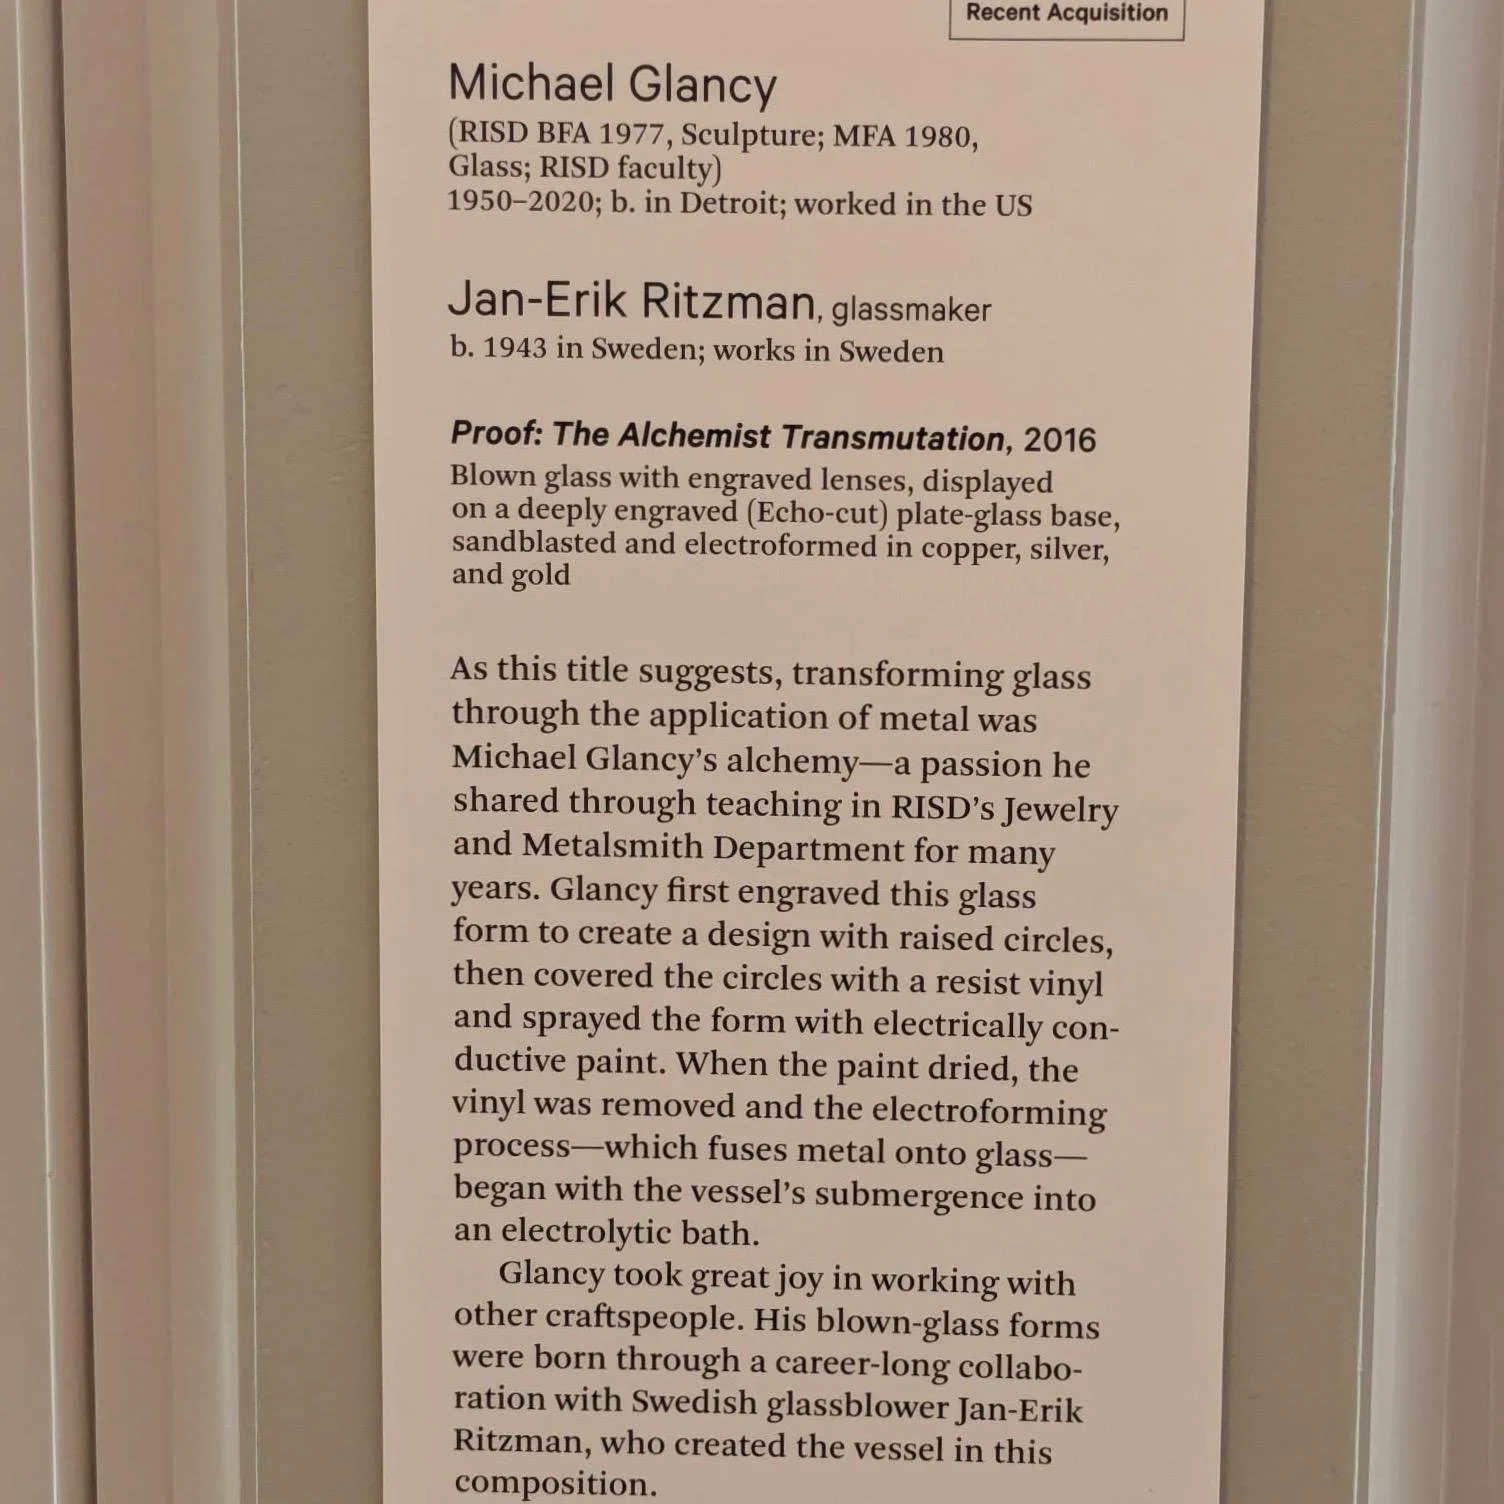 Recent Acquisition
Michael Glancy
(RISD BFA 1977, Sculpture; MFA 1980,
Glass; RISD faculty)
1950–2020; b. in Detroit; worked in the US
Jan-Erik Ritzman, glassmaker
b. 1943 in Sweden; works in Sweden
Proof: The Alchemist Transmutation, 2016
Blown glass with engraved lenses, displayed
on a deeply engraved (Echo-cut) plate-glass base,
sandblasted and electroformed in copper, silver,
and gold
As this title suggests, transforming glass
through the application of metal was
Michael Glancy's alchemy—a passion he
shared through teaching in RISD's Jewelry
and Metalsmith Department for many
years. Glancy first engraved this glass
form to create a design with raised circles,
then covered the circles with a resist vinyl
and sprayed the form with electrically con-
ductive paint. When the paint dried, the
vinyl was removed and the electroforming
process—which fuses metal onto glass—
began with the vessel's submergence into
an electrolytic bath.
Glancy took great joy in working with
other craftspeople. His blown-glass forms
were born through a career-long collabo-
ration with Swedish glassblower Jan-Erik
Ritzman, who created the vessel in this
composition.